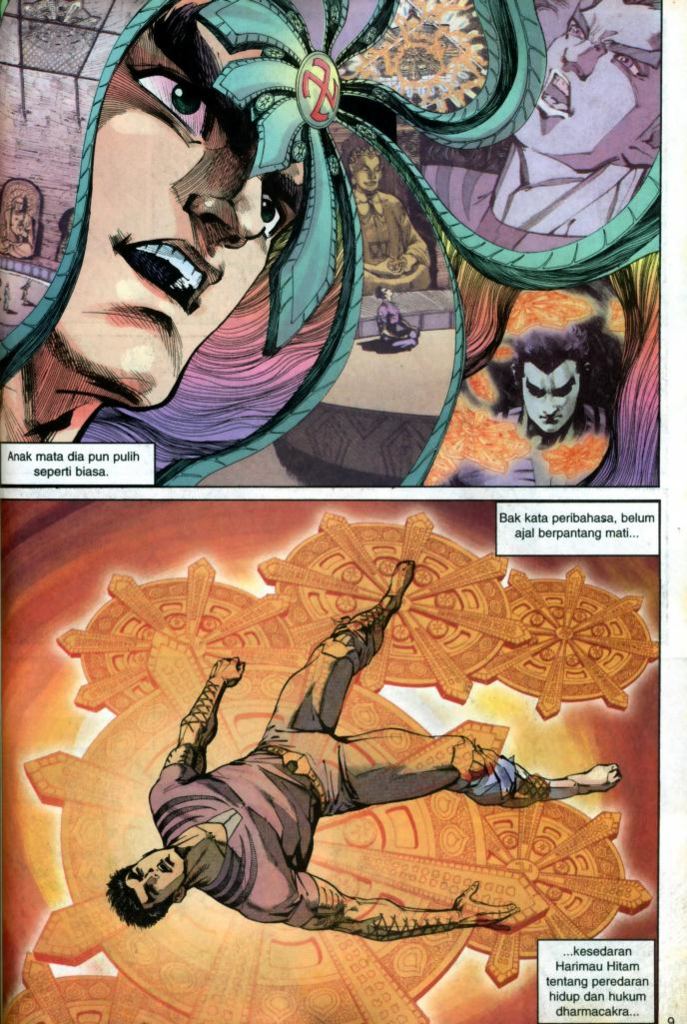 Anak mata dia pun pulih
seperti biasa.
Bak kata peribahasa, belum
ajal berpantang mati...
...kesedaran
Harimau Hitam
tentang peredaran
hidup dan hukum
dharmacakra...
9